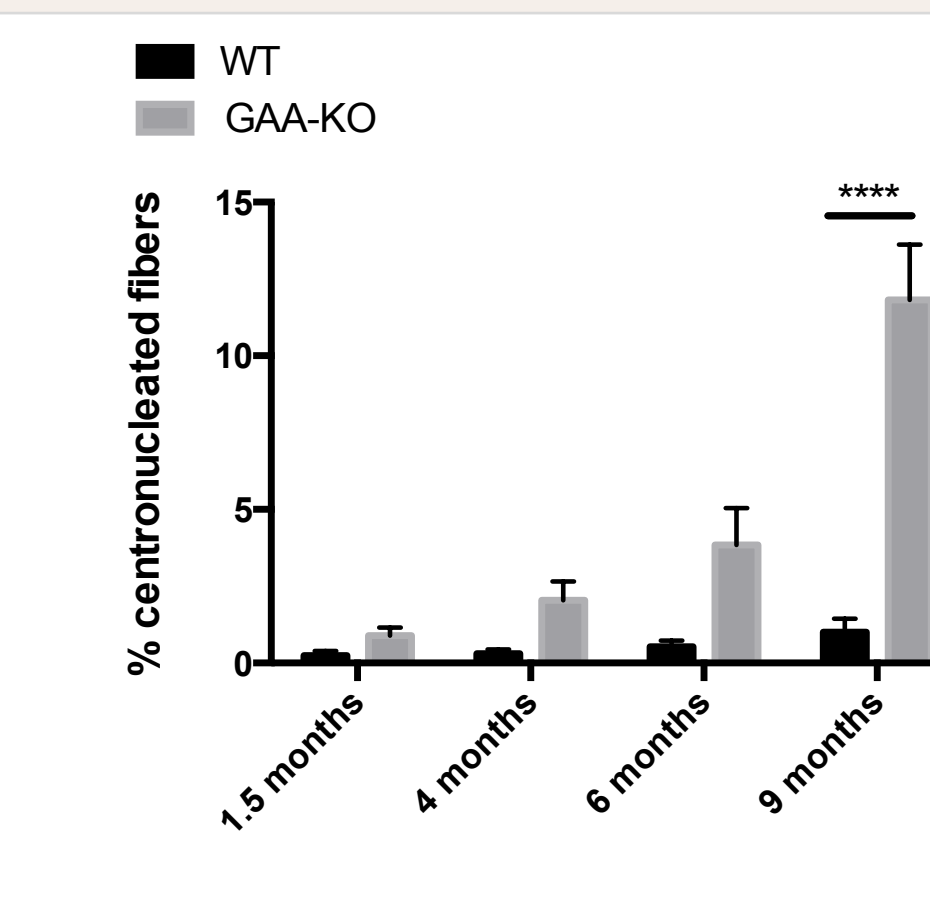 WT
GAA-KO
% centronucleated fibers
15
10
5
0
****
1.5 months
4 months
6 months
9 months